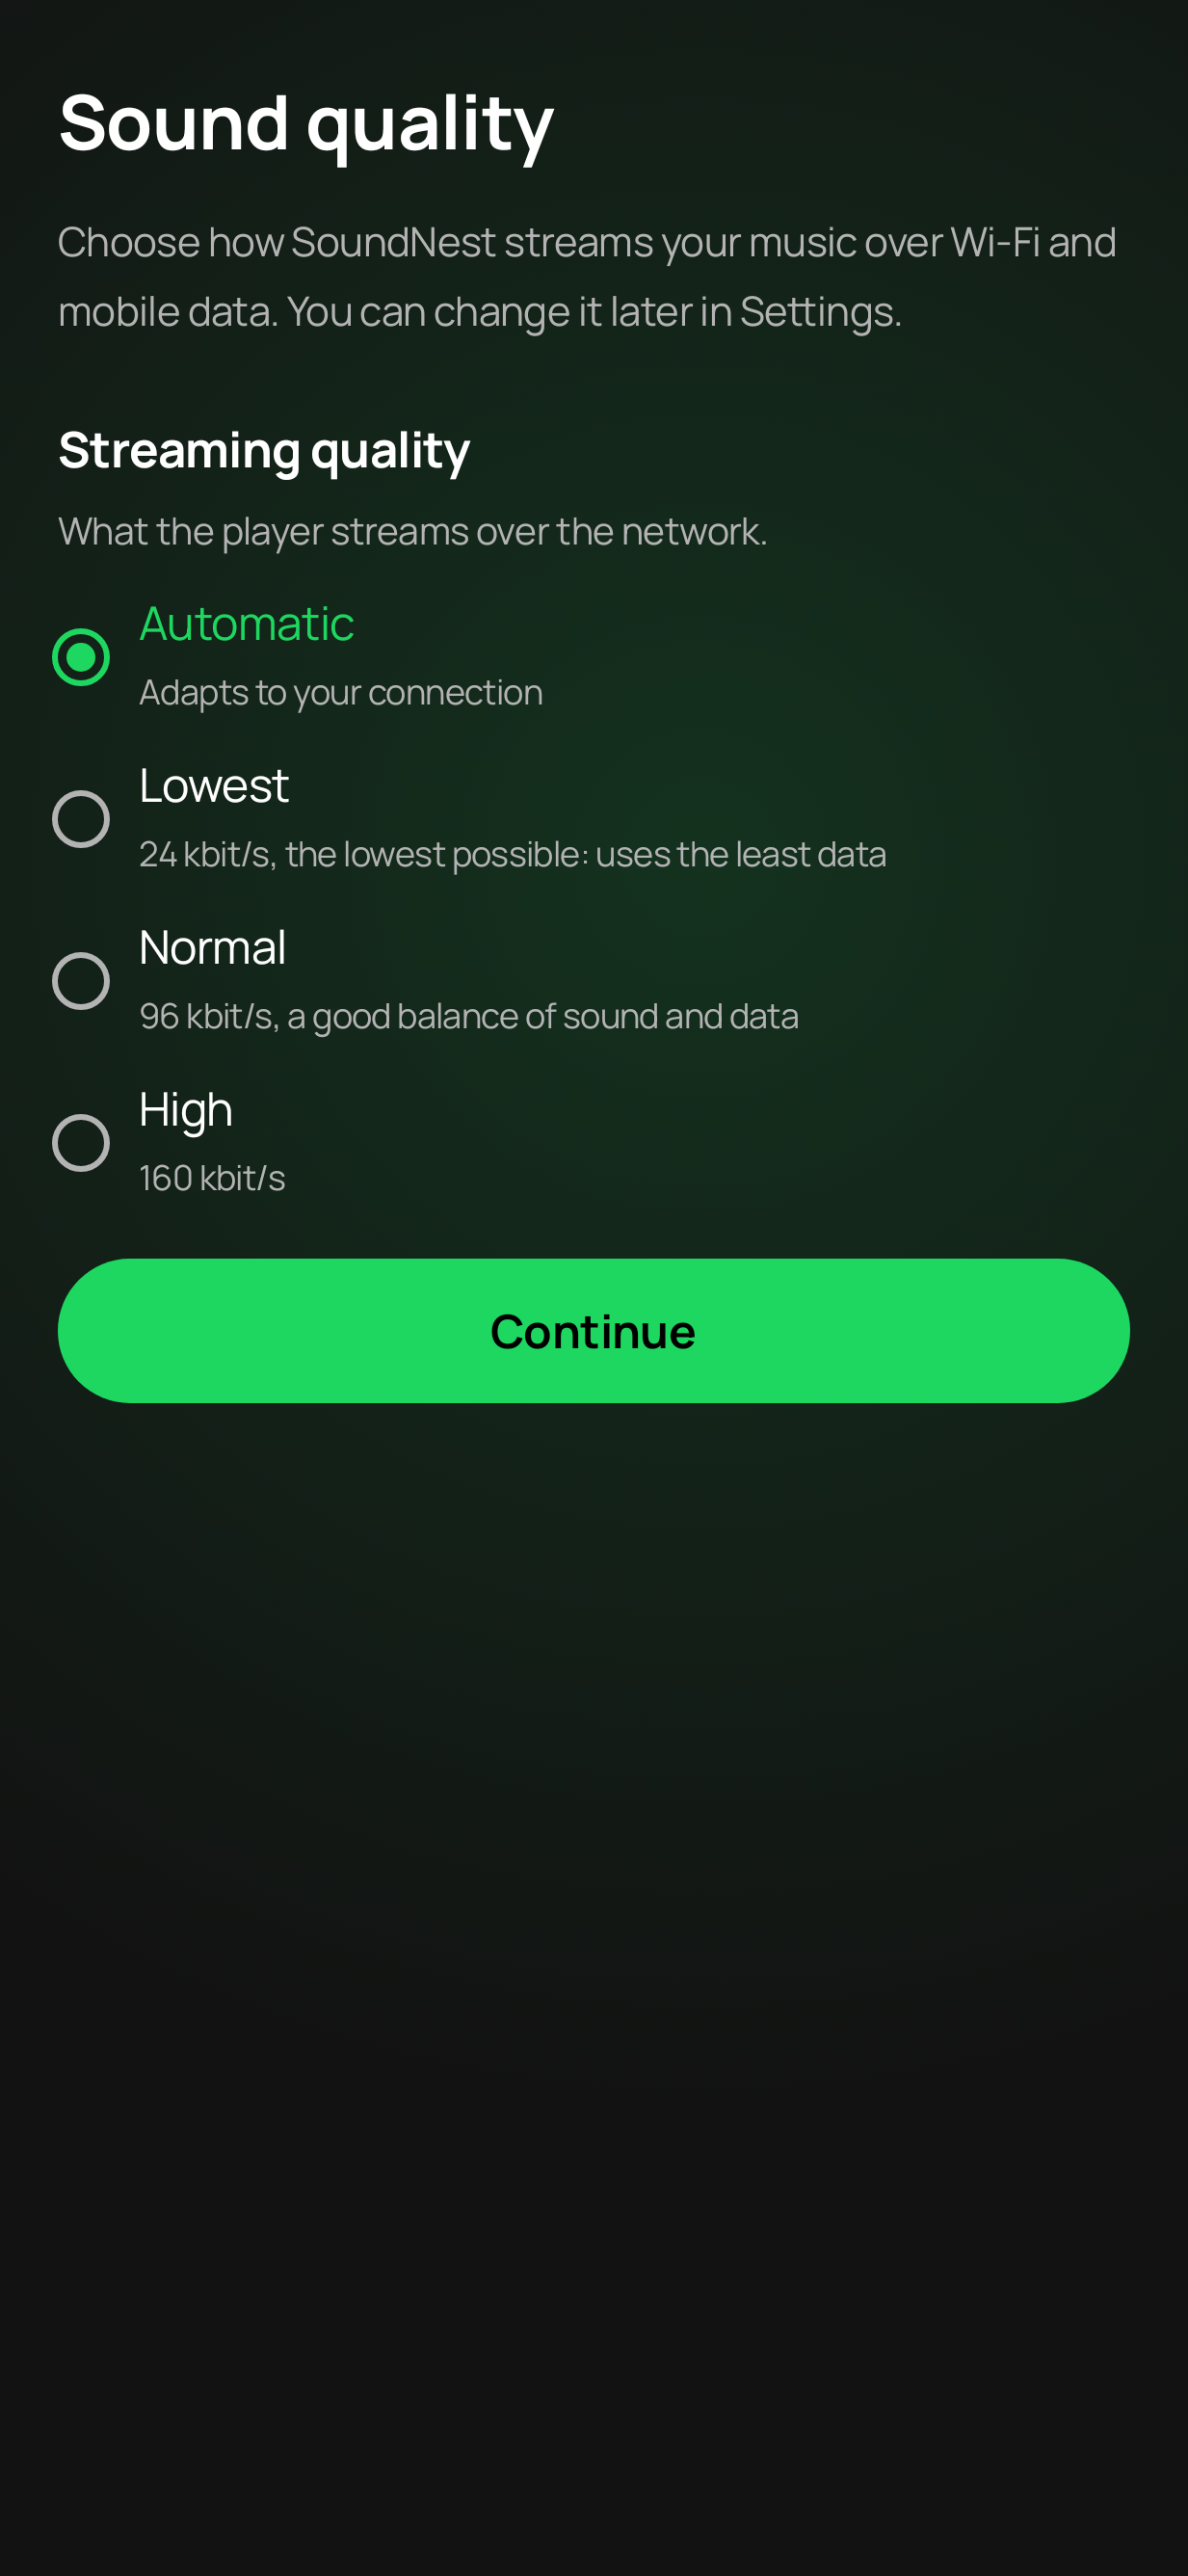 Sound quality
Choose how SoundNest streams your music over Wi-Fi and
mobile data. You can change it later in Settings.
Streaming quality
What the player streams over the network.
Automatic
Adapts to your connection
Lowest
24 kbit/s, the lowest possible: uses the least data
Normal
96 kbit/s, a good balance of sound and data
High
160 kbit/s
Continue